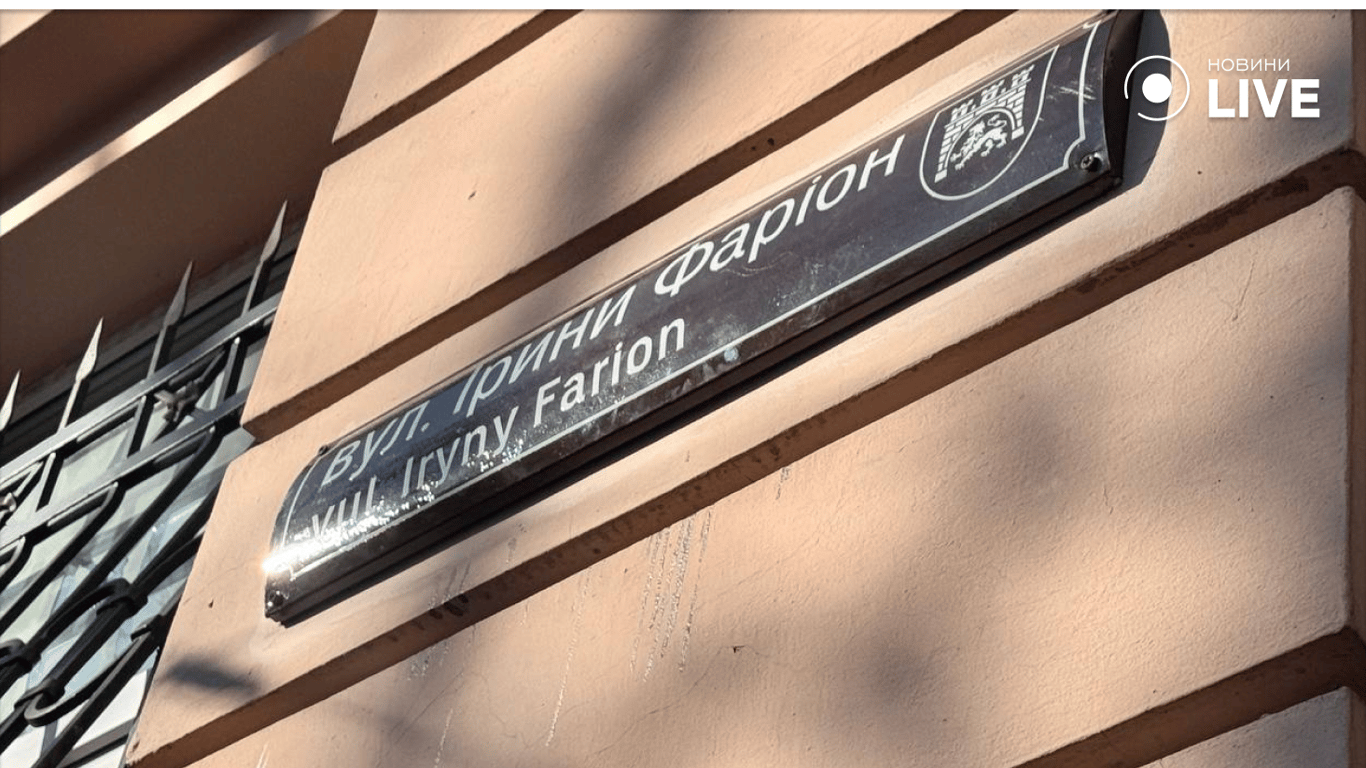 НОВИНИ
LIVE
вул. Ірини Фаріон
vul. Iryny Farion